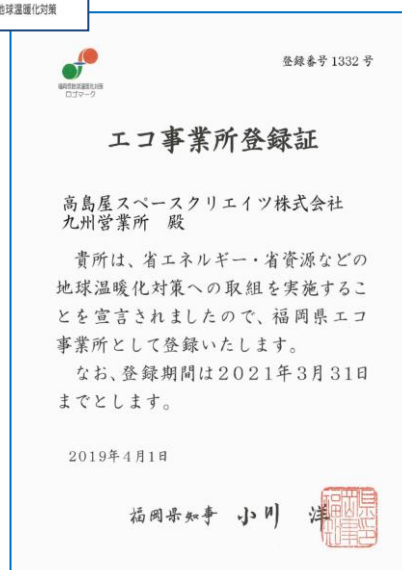 地球温暖化対策
登録番号 1332 号
福岡県地球温暖化対策
ロゴマーク
エコ事業所登録証
高島屋スペースクリエイツ株式会社
九州営業所 殿
貴所は、省エネルギー・省資源などの
地球温暖化対策への取組を実施するこ
とを宣言されましたので、福岡県エコ
事業所として登録いたします。
なお、登録期間は2021年3月31日
までとします。
2019年4月1日
福岡県知事 小川 洋